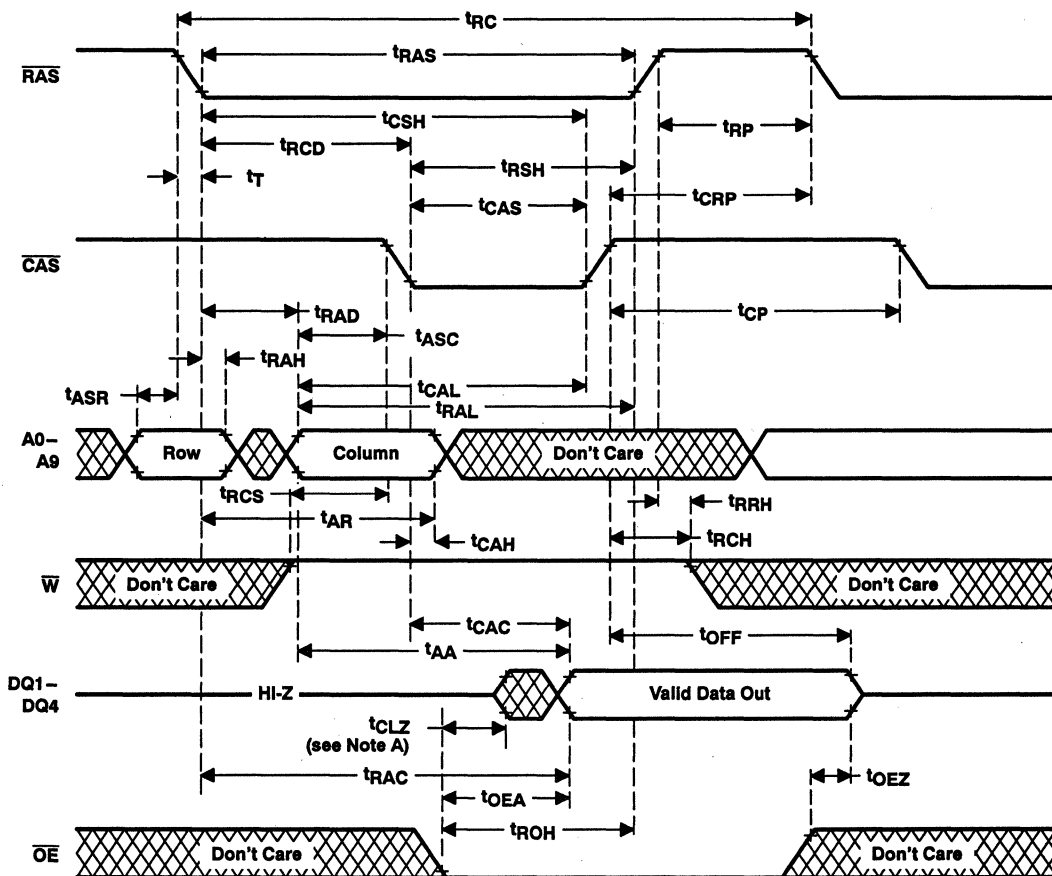 tRC
RAS
tRAS
tCSH
tRP
tRCD
tRSH
tT
tCRP
tCAS
CAS
tRAD
tCP
tASC
tRAH
tCAL
tASR
tRAL
A0–
A9
Row
Column
Don't Care
tRCS
tRRH
tAR
tRCH
tCAH
W
Don't Care
Don't Care
tCAC
tOFF
tAA
DQ1–
DQ4
HI-Z
Valid Data Out
tCLZ
(see Note A)
tRAC
tOEZ
tOEA
tROH
OE
Don't Care
Don't Care